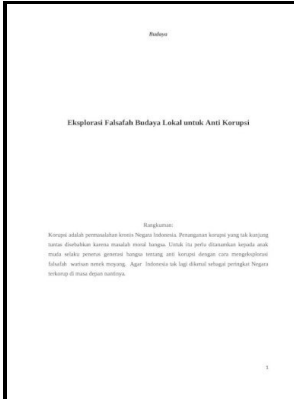 Budaya
Eksplorasi Falsafah Budaya Lokal untuk Anti Korupsi
Rangkuman:
Korupsi adalah permasalahan kronis Negara Indonesia. Penanganan korupsi yang tak kunjung
tuntas disebabkan karena masalah moral bangsa. Untuk itu perlu ditanamkan kepada anak
muda selaku penerus generasi bangsa tentang anti korupsi dengan cara mengeksplorasi
falsafah warisan nenek moyang. Agar Indonesia tak lagi dikenal sebagai peringkat Negara
terkorup di masa depan nantinya.
1